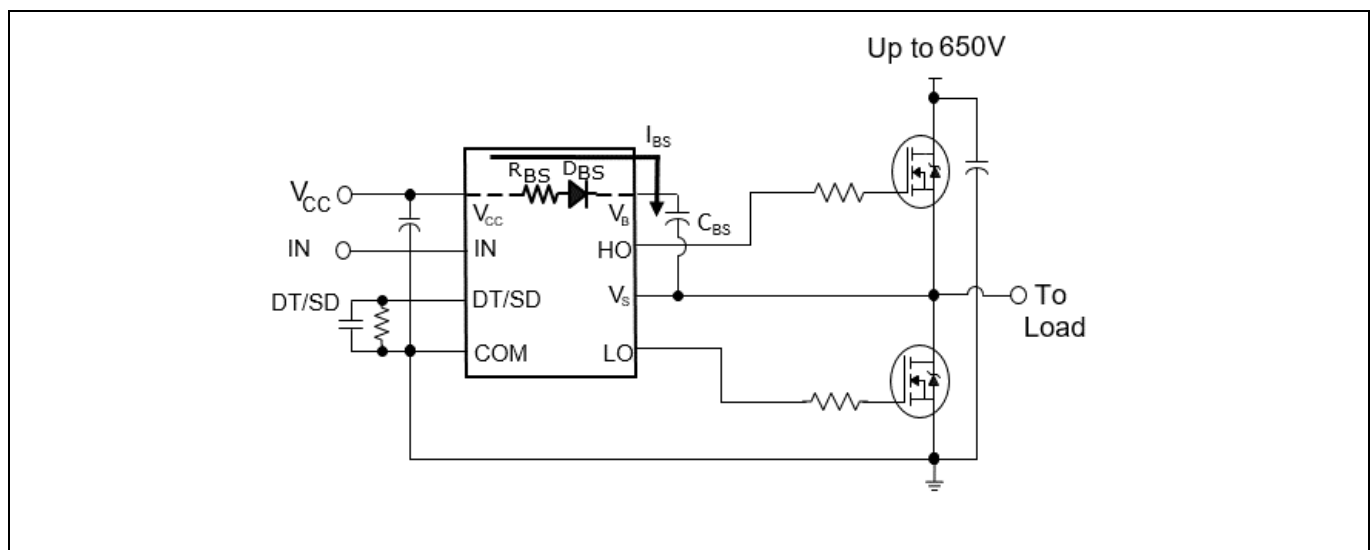 Up to 650V
I_BS
R_BS D_BS
V_CC
V_CC V_B C_BS
IN IN HO
DT/SD DT/SD V_S To
Load
COM LO